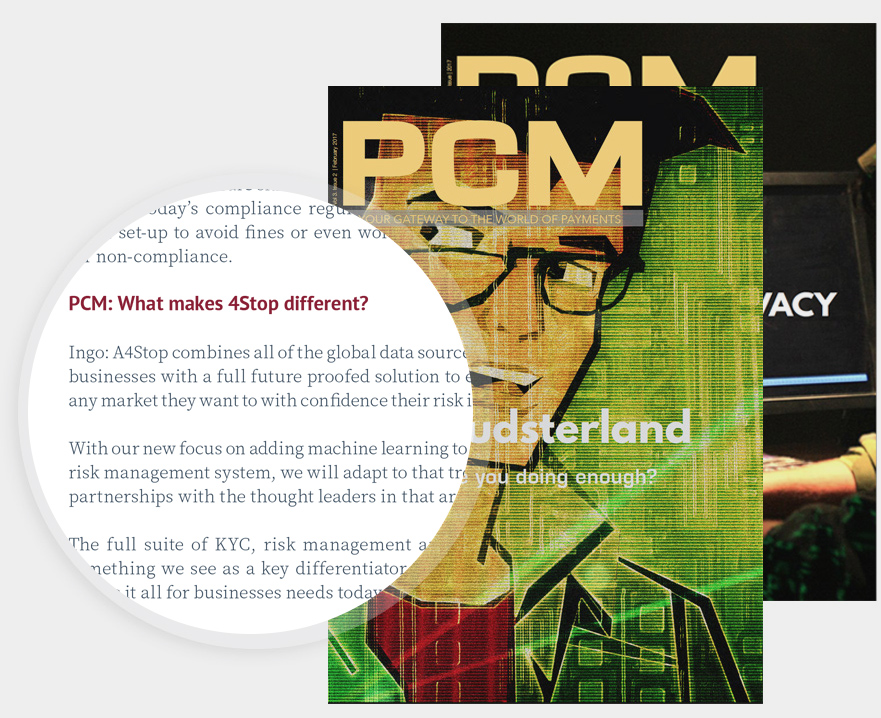 PCM
PCM
YOUR GATEWAY TO THE WORLD OF PAYMENTS
today's compliance
set-up to avoid fines or even
non-compliance.
PCM: What makes 4Stop different?
Ingo: A4Stop combines all of the global data source
businesses with a full future proofed solution to
any market they want to with confidence their risk
With our new focus on adding machine learning to
risk management system, we will adapt to that
partnerships with the thought leaders in that
The full suite of KYC, risk management
something we see as a key differentiator
it all for businesses needs today
udsterland
you doing enough?
VACY
Issue 2 | February 2017